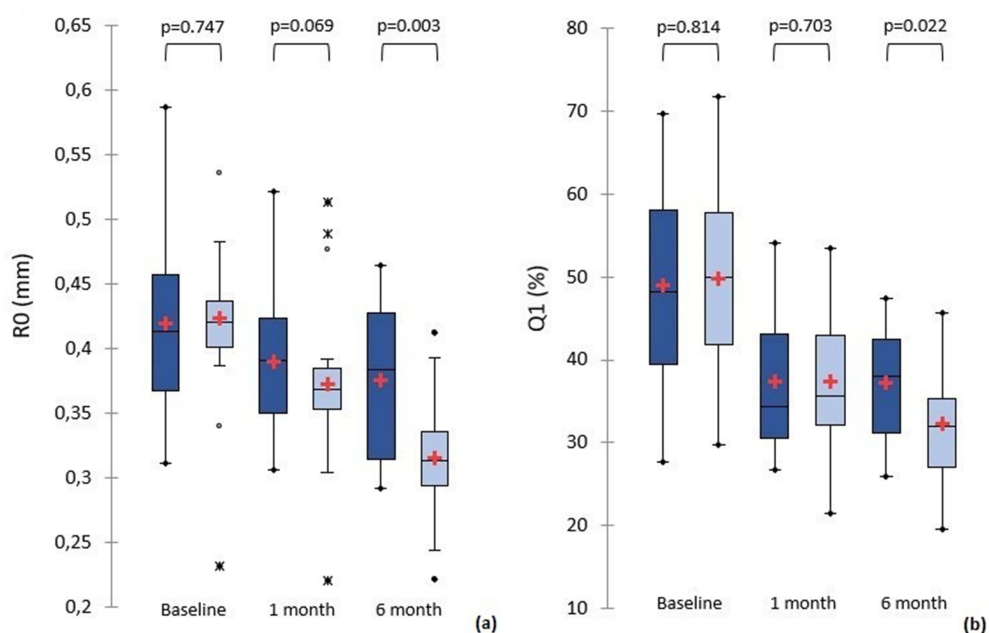 p=0.747 p=0.069 p=0.003
0,65
0,6
0,55
0,5
0,45
0,4
0,35
0,3
0,25
0,2
R0 (mm)
Baseline 1 month 6 month
(a)
p=0.814 p=0.703 p=0.022
80
70
60
50
40
30
20
10
Q1 (%)
Baseline 1 month 6 month
(b)